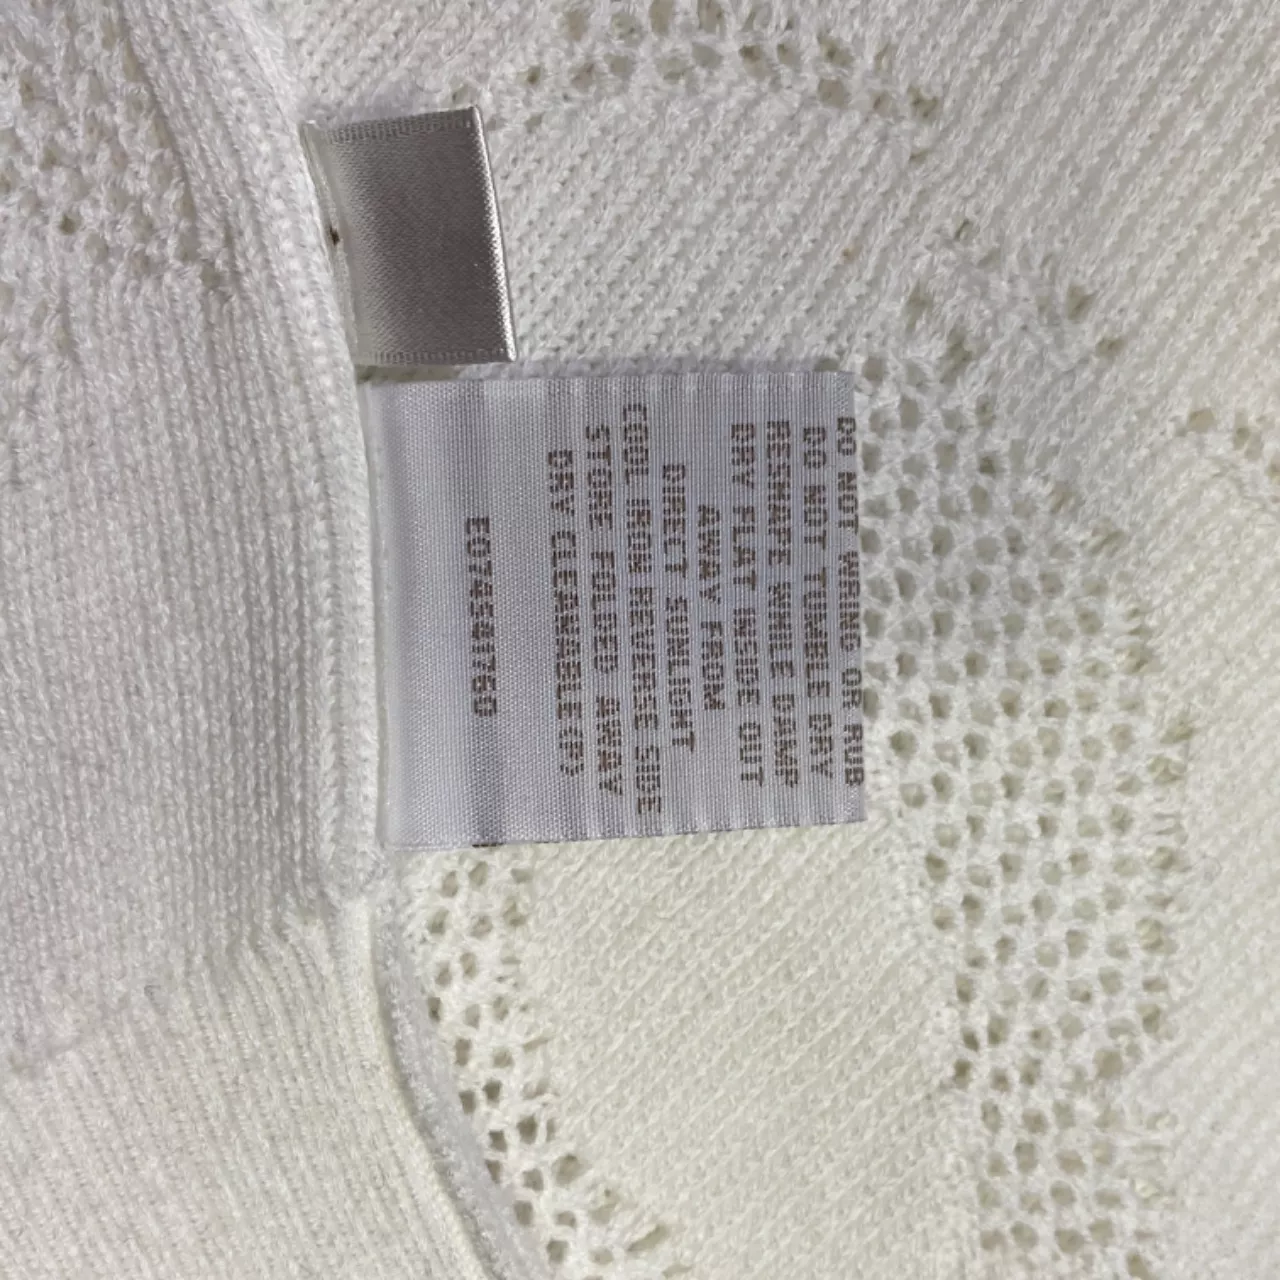 DO NOT WRING OR RUB
DO NOT TUMBLE DRY
RESHAPE WHILE DAMP
DRY FLAT INSIDE OUT
AWAY FROM
DIRECT SUNLIGHT
COOL IRON REVERSE SIDE
STORE FOLDED AWAY
DRY CLEANABLE(P)
E074541760